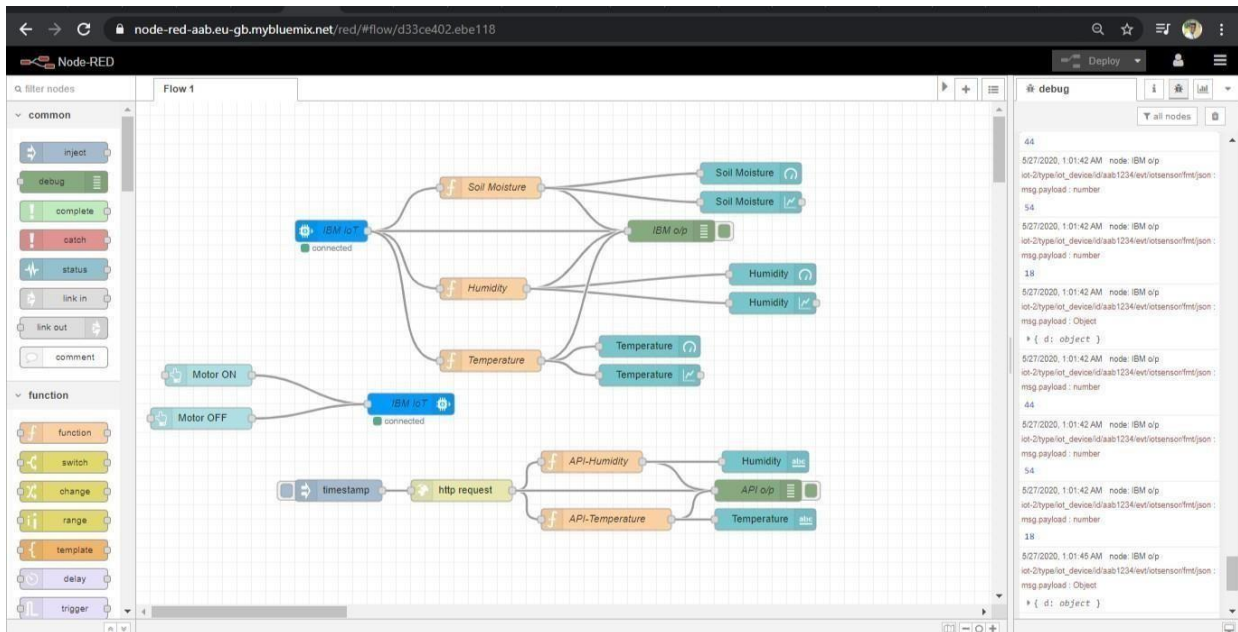 node-red-aab.eu-gb.mybluemix.net/red/#flow/d33ce402.ebe118
Node-RED
Deploy
filter nodes
Flow 1
debug
i
all nodes
common
inject
debug
complete
catch
status
link in
link out
comment
function
function
switch
change
range
template
delay
trigger
Soil Moisture
Soil Moisture
Soil Moisture
IBM IoT
connected
IBM o/p
Humidity
Humidity
Humidity
Temperature
Temperature
Temperature
Motor ON
Motor OFF
IBM IoT
connected
timestamp
http request
API-Humidity
Humidity
abc
API o/p
API-Temperature
Temperature
abc
44
5/27/2020, 1:01:42 AM node: IBM o/p
iot-2/type/iot_device/id/aab1234/evt/iotsensor/fmt/json :
msg.payload : number
54
5/27/2020, 1:01:42 AM node: IBM o/p
iot-2/type/iot_device/id/aab1234/evt/iotsensor/fmt/json :
msg.payload : number
18
5/27/2020, 1:01:42 AM node: IBM o/p
iot-2/type/iot_device/id/aab1234/evt/iotsensor/fmt/json :
msg.payload : Object
{ d: object }
5/27/2020, 1:01:42 AM node: IBM o/p
iot-2/type/iot_device/id/aab1234/evt/iotsensor/fmt/json :
msg.payload : number
44
5/27/2020, 1:01:42 AM node: IBM o/p
iot-2/type/iot_device/id/aab1234/evt/iotsensor/fmt/json :
msg.payload : number
54
5/27/2020, 1:01:42 AM node: IBM o/p
iot-2/type/iot_device/id/aab1234/evt/iotsensor/fmt/json :
msg.payload : number
18
5/27/2020, 1:01:45 AM node: IBM o/p
iot-2/type/iot_device/id/aab1234/evt/iotsensor/fmt/json :
msg.payload : Object
{ d: object }